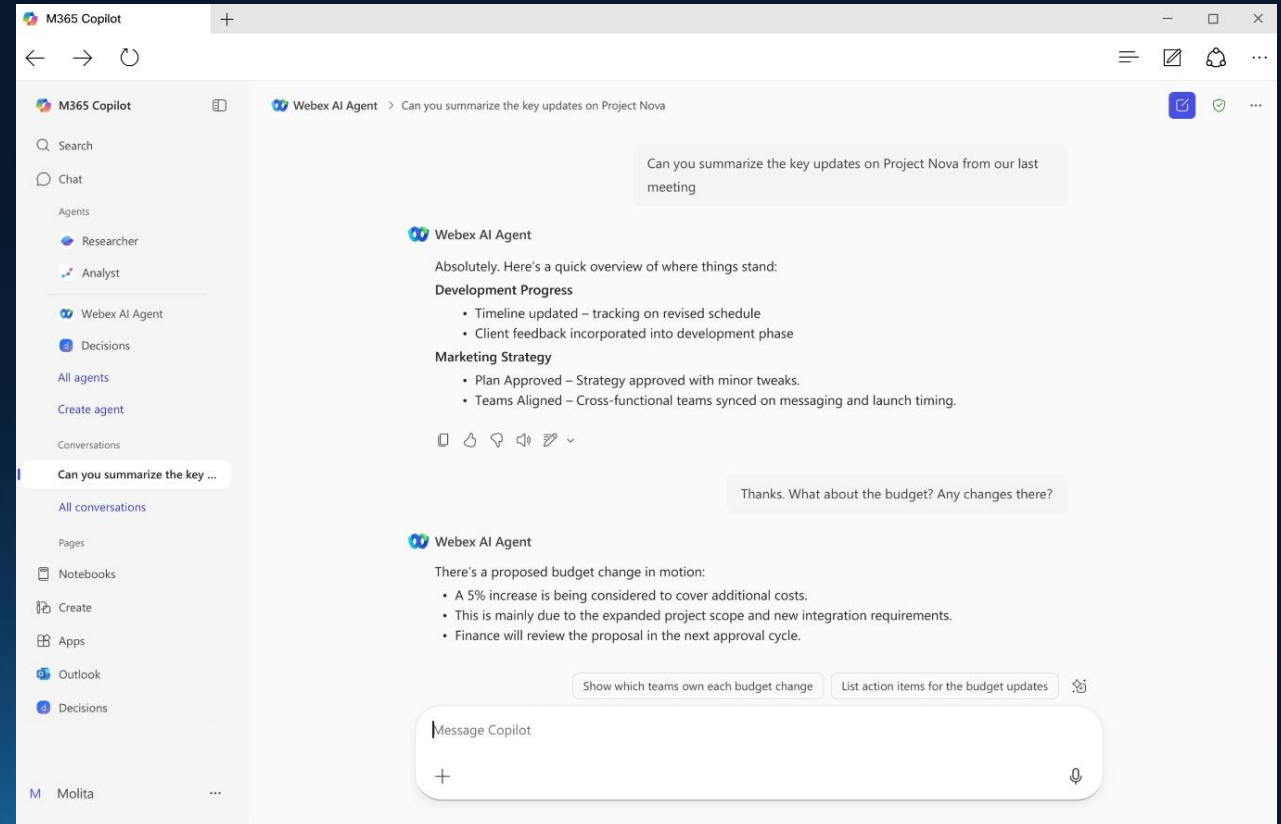 M365 Copilot
M365 Copilot
Search
Chat
Agents
Researcher
Analyst
Webex AI Agent
Decisions
All agents
Create agent
Conversations
Can you summarize the key ...
All conversations
Pages
Notebooks
Create
Apps
Outlook
Decisions
M Molita
Webex AI Agent > Can you summarize the key updates on Project Nova
Can you summarize the key updates on Project Nova from our last
meeting
Webex AI Agent
Absolutely. Here's a quick overview of where things stand:
Development Progress
• Timeline updated – tracking on revised schedule
• Client feedback incorporated into development phase
Marketing Strategy
• Plan Approved – Strategy approved with minor tweaks.
• Teams Aligned – Cross-functional teams synced on messaging and launch timing.
Thanks. What about the budget? Any changes there?
Webex AI Agent
There's a proposed budget change in motion:
• A 5% increase is being considered to cover additional costs.
• This is mainly due to the expanded project scope and new integration requirements.
• Finance will review the proposal in the next approval cycle.
Show which teams own each budget change
List action items for the budget updates
Message Copilot